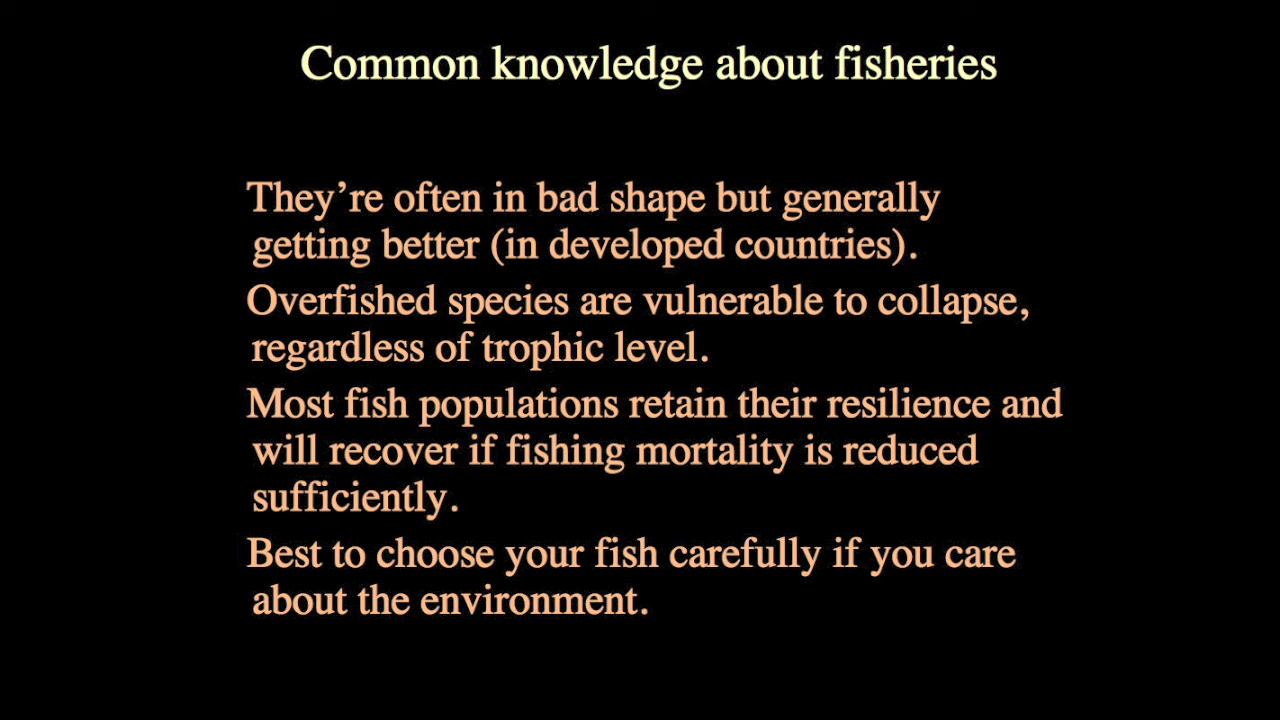 Common knowledge about fisheries
They’re often in bad shape but generally
getting better (in developed countries).
Overfished species are vulnerable to collapse,
regardless of trophic level.
Most fish populations retain their resilience and
will recover if fishing mortality is reduced
sufficiently.
Best to choose your fish carefully if you care
about the environment.